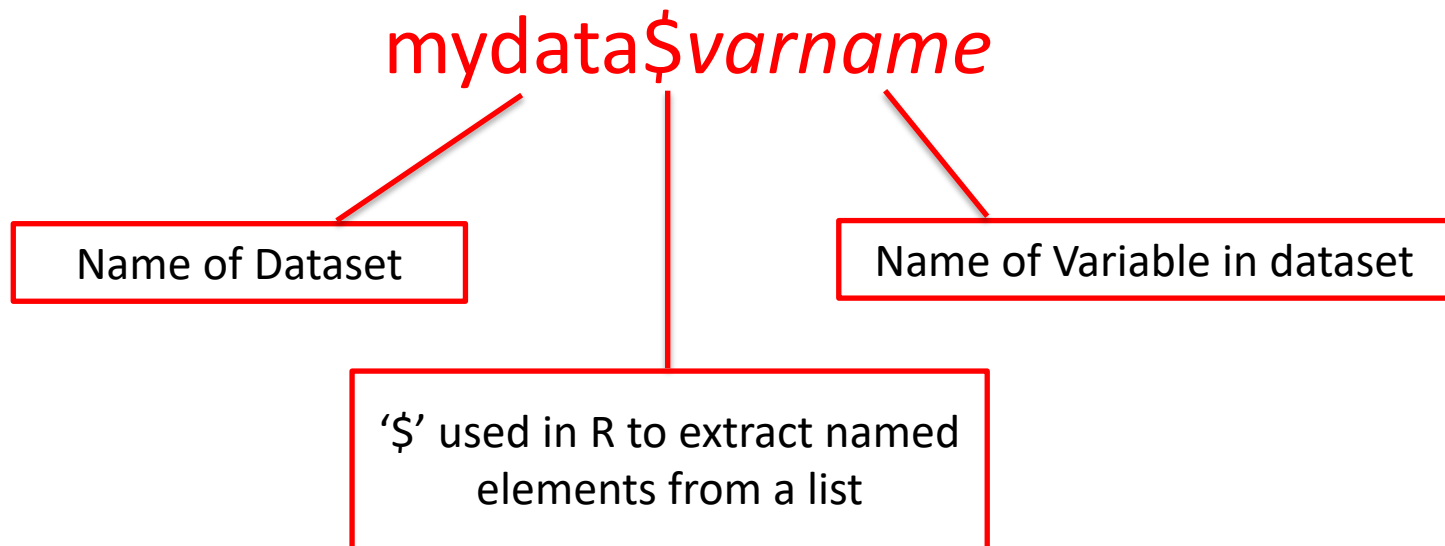 mydata$varname
Name of Dataset
Name of Variable in dataset
‘$’ used in R to extract named
elements from a list